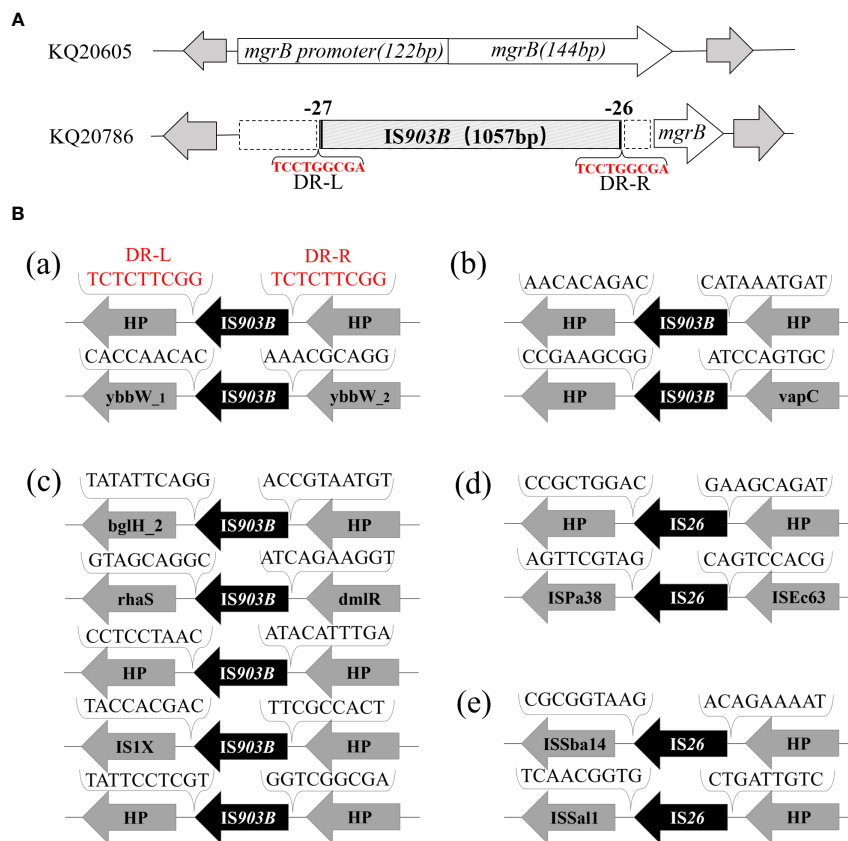 A
KQ20605
mgrB promoter(122bp) mgrB(144bp)
-27 -26
KQ20786
IS903B (1057bp) mgrB
TCCTGGCGA TCCTGGCGA
DR-L DR-R
B
(a)
DR-L DR-R
TCTCTTCGG TCTCTTCGG
HP IS903B HP
CACCAACAC AAACGCAGG
ybbW_1 IS903B ybbW_2
(b)
AACACAGAC CATAAATGAT
HP IS903B HP
CCGAAGCGG ATCCAGTGC
HP IS903B vapC
(c)
TATATTCAGG ACCGTAATGT
bglH_2 IS903B HP
GTAGCAGGC ATCAGAAGGT
rhaS IS903B dmlR
CCTCCTAAC ATACATTTGA
HP IS903B HP
TACCACGAC TTCGCCACT
IS1X IS903B HP
TATTCCTCGT GGTCGGCGA
HP IS903B HP
(d)
CCGCTGGAC GAAGCAGAT
HP IS26 HP
AGTTCGTAG CAGTCCACG
ISPa38 IS26 ISEc63
(e)
CGCGGTAAG ACAGAAAAT
ISSba14 IS26 HP
TCAACGGTG CTGATTGTC
ISSal1 IS26 HP